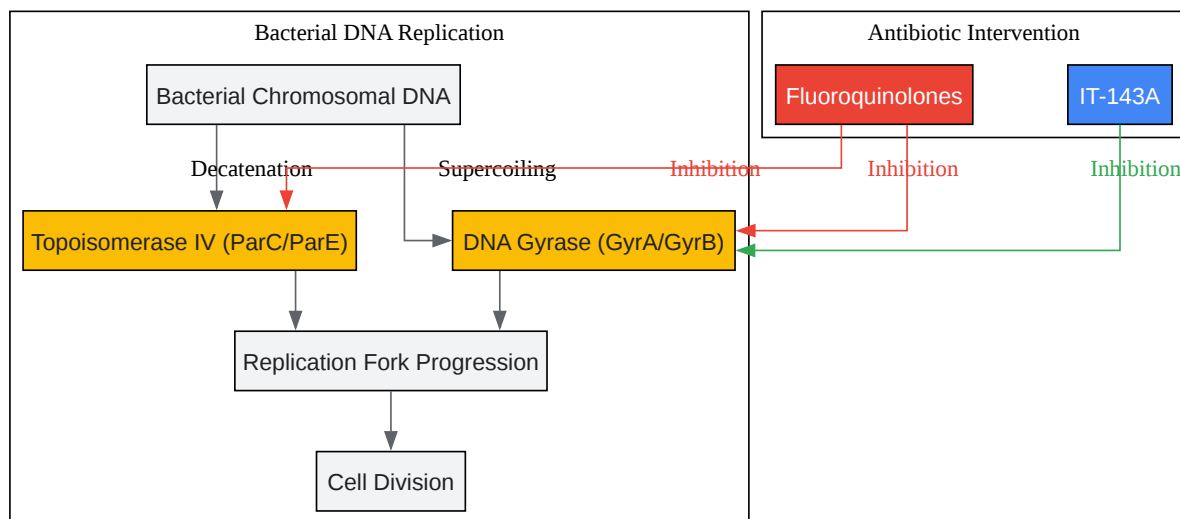 Bacterial DNA Replication
Antibiotic Intervention
Bacterial Chromosomal DNA
Fluoroquinolones
IT-143A
Decatenation
Supercoiling
Inhibition
Inhibition
Inhibition
Topoisomerase IV (ParC/ParE)
DNA Gyrase (GyrA/GyrB)
Replication Fork Progression
Cell Division